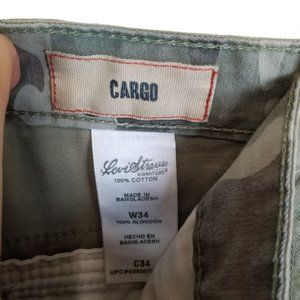 CARGO
Levi Strauss
SIGNATURE
100% COTTON
MADE IN
BANGLADESH
W34
100% ALGODON
HECHO EN
BANGLADESH
C34